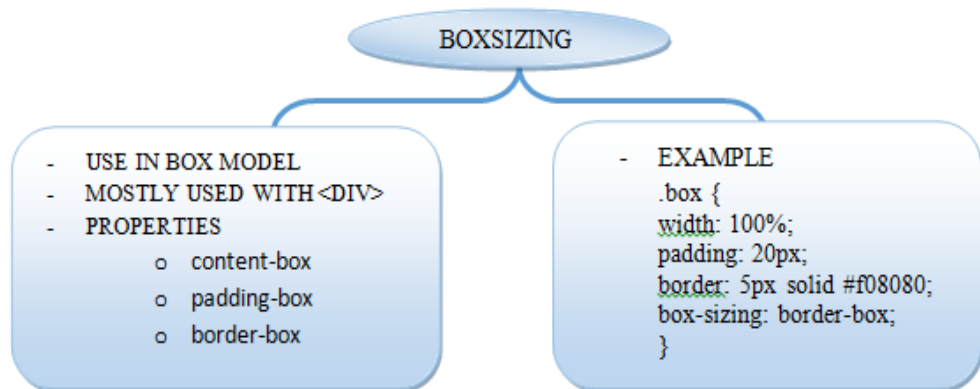 BOXSIZING
- USE IN BOX MODEL
- MOSTLY USED WITH <DIV>
- PROPERTIES
o content-box
o padding-box
o border-box
- EXAMPLE
.box {
width: 100%;
padding: 20px;
border: 5px solid #f08080;
box-sizing: border-box;
}